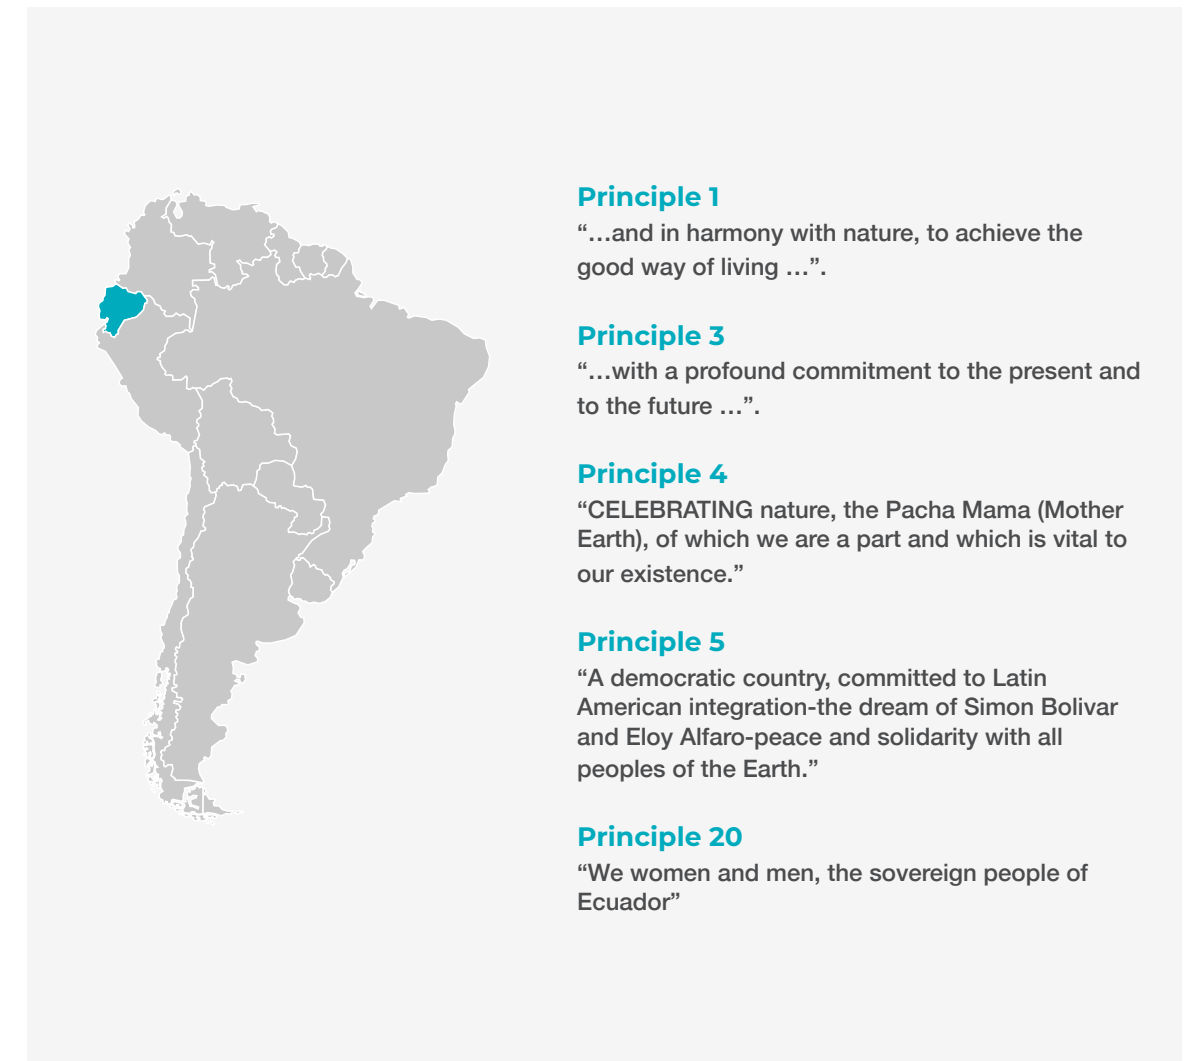 Principle 1
“…and in harmony with nature, to achieve the
good way of living …”.
Principle 3
“…with a profound commitment to the present and
to the future …”.
Principle 4
“CELEBRATING nature, the Pacha Mama (Mother
Earth), of which we are a part and which is vital to
our existence.”
Principle 5
“A democratic country, committed to Latin
American integration-the dream of Simon Bolivar
and Eloy Alfaro-peace and solidarity with all
peoples of the Earth.”
Principle 20
“We women and men, the sovereign people of
Ecuador”